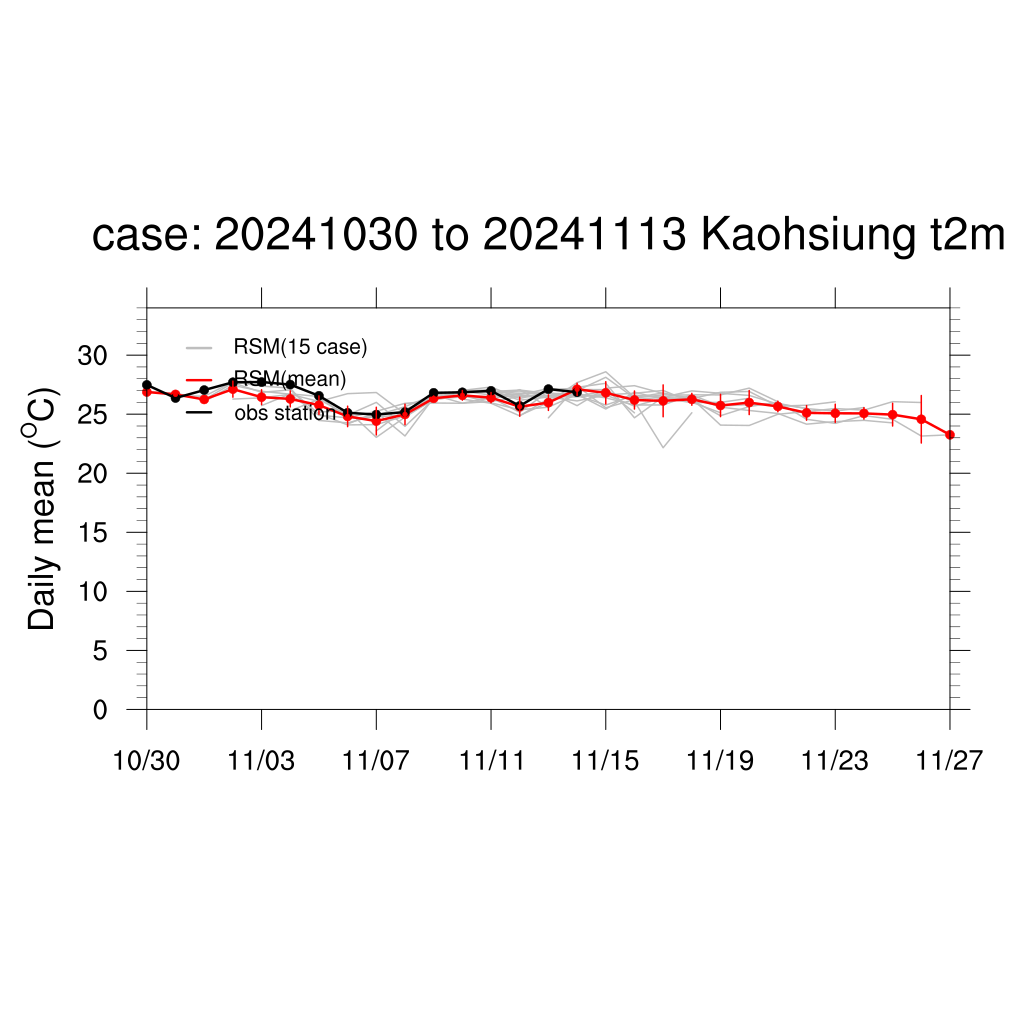 case: 20241030 to 20241113 Kaohsiung t2m
RSM(15 case)
RSM(mean)
obs station
Daily mean (OC)
30
25
20
15
10
5
0
10/30 11/03 11/07 11/11 11/15 11/19 11/23 11/27